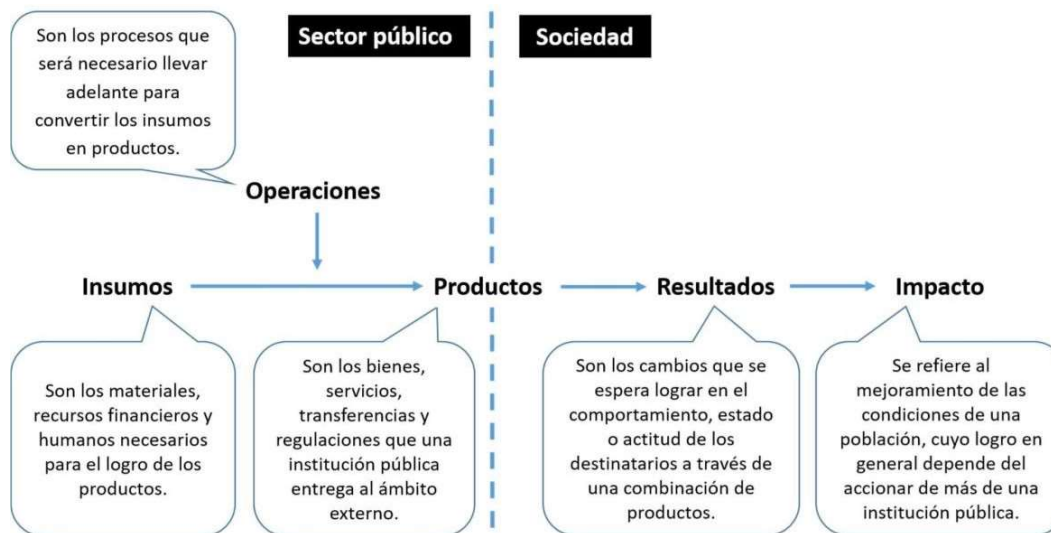 Son los procesos que
será necesario llevar
adelante para
convertir los insumos
en productos.
Sector público
Sociedad
Operaciones
Insumos
Productos
Resultados
Impacto
Son los materiales,
recursos financieros y
humanos necesarios
para el logro de los
productos.
Son los bienes,
servicios,
transferencias y
regulaciones que una
institución pública
entrega al ámbito
externo.
Son los cambios que se
espera lograr en el
comportamiento, estado
o actitud de los
destinatarios a través de
una combinación de
productos.
Se refiere al
mejoramiento de las
condiciones de una
población, cuyo logro en
general depende del
accionar de más de una
institución pública.